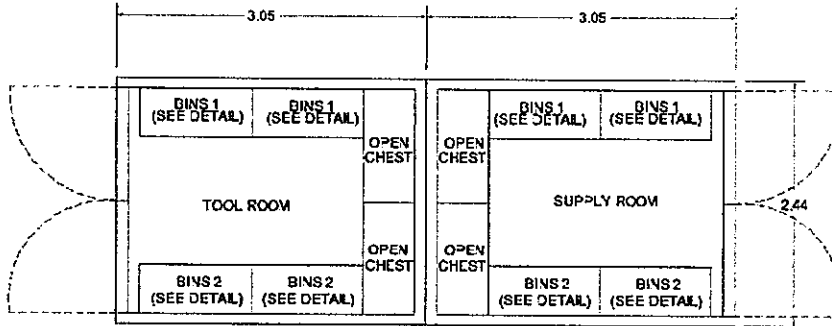 3.05 3.05
BINS 1 BINS 1 BINS 1 BINS 1
(SEE DETAIL) (SEE DETAIL) (SEE DETAIL) (SEE DETAIL)
OPEN OPEN
CHEST CHEST
TOOL ROOM SUPPLY ROOM 2.44
OPEN OPEN
CHEST CHEST
BINS 2 BINS 2 BINS 2 BINS 2
(SEE DETAIL) (SEE DETAIL) (SEE DETAIL) (SEE DETAIL)